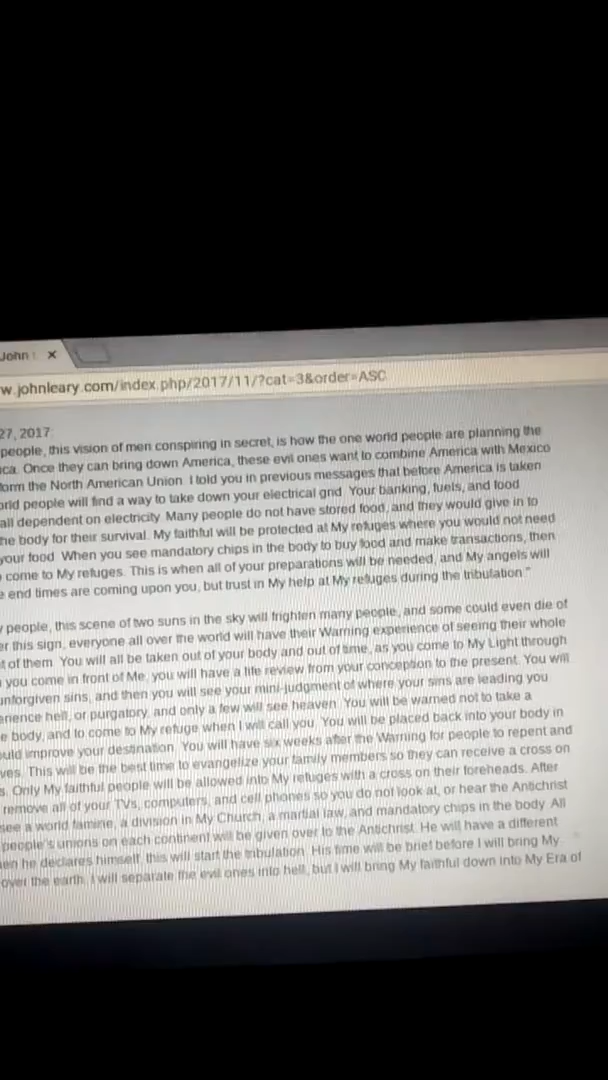 John
w.johnleary.com/index.php/2017/11/?cat=3&order=ASC
27, 2017:
people, this vision of men conspiring in secret, is how the one world people are planning the
ica. Once they can bring down America, these evil ones want to combine America with Mexico
form the North American Union. I told you in previous messages that before America is taken
orld people will find a way to take down your electrical grid. Your banking, fuels, and food
all dependent on electricity. Many people do not have stored food, and they would give in to
he body for their survival. My faithful will be protected at My refuges where you would not need
your food. When you see mandatory chips in the body to buy food and make transactions, then
come to My refuges. This is when all of your preparations will be needed, and My angels will
e end times are coming upon you, but trust in My help at My refuges during the tribulation."
y people, this scene of two suns in the sky will frighten many people, and some could even die of
er this sign, everyone all over the world will have their Warning experience of seeing their whole
t of them. You will all be taken out of your body and out of time, as you come to My Light through
you come in front of Me, you will have a life review from your conception to the present. You will
unforgiven sins, and then you will see your mini-judgment of where your sins are leading you.
erience hell, or purgatory, and only a few will see heaven. You will be warned not to take a
e body, and to come to My refuge when I will call you. You will be placed back into your body in
ould improve your destination. You will have six weeks after the Warning for people to repent and
ves. This will be the best time to evangelize your family members so they can receive a cross on
s. Only My faithful people will be allowed into My refuges with a cross on their foreheads. After
remove all of your TVs, computers, and cell phones so you do not look at, or hear the Antichrist
see a world famine, a division in My Church, a martial law, and mandatory chips in the body. All
people's unions on each continent will be given over to the Antichrist. He will have a different
en he declares himself, this will start the tribulation. His time will be brief before I will bring My
over the earth. I will separate the evil ones into hell, but I will bring My faithful down into My Era of